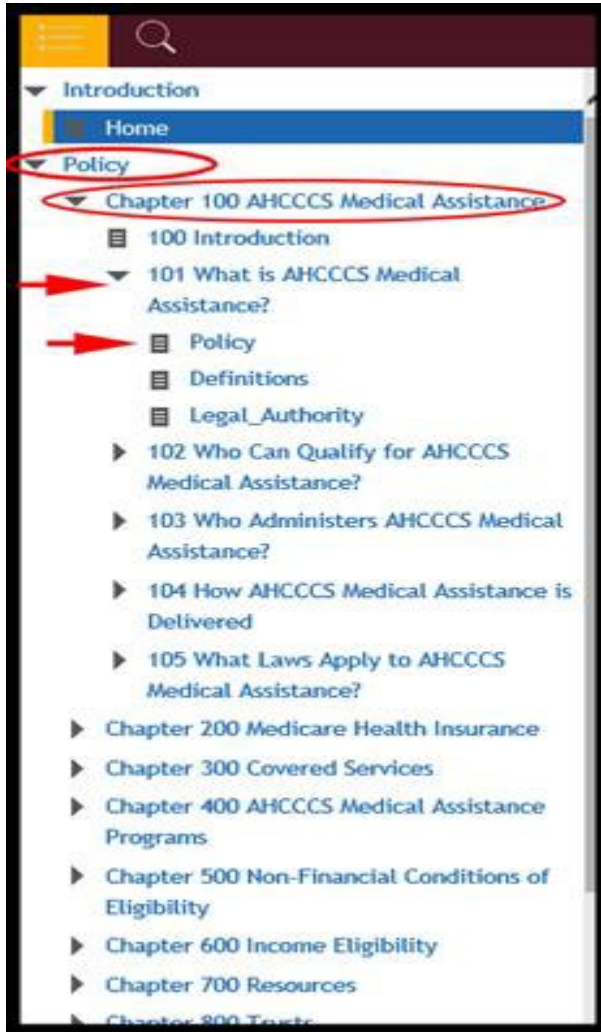 Introduction
Home
Policy
Chapter 100 AHCCCS Medical Assistance
100 Introduction
101 What is AHCCCS Medical
Assistance?
Policy
Definitions
Legal_Authority
102 Who Can Qualify for AHCCCS
Medical Assistance?
103 Who Administers AHCCCS Medical
Assistance?
104 How AHCCCS Medical Assistance is
Delivered
105 What Laws Apply to AHCCCS
Medical Assistance?
Chapter 200 Medicare Health Insurance
Chapter 300 Covered Services
Chapter 400 AHCCCS Medical Assistance
Programs
Chapter 500 Non-Financial Conditions of
Eligibility
Chapter 600 Income Eligibility
Chapter 700 Resources
Chapter 800 Trusts